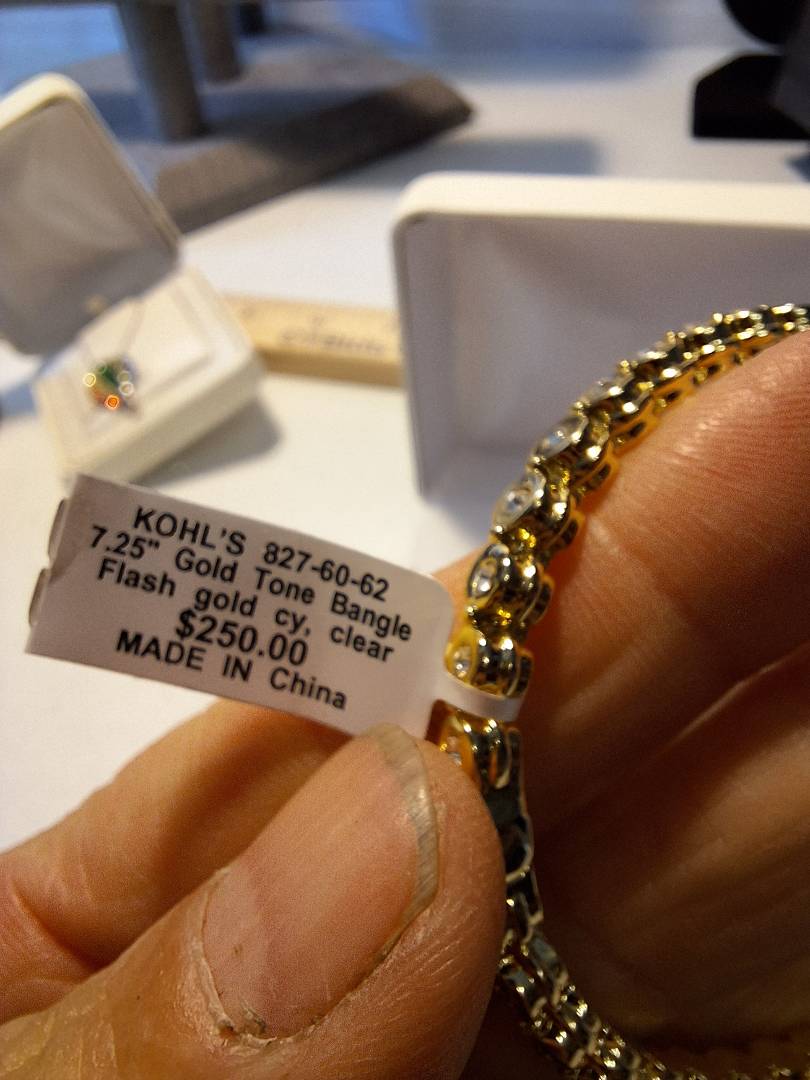 KOHL'S 827-60-62
7.25" Gold Tone Bangle
Flash gold cy, clear
$250.00
MADE IN China